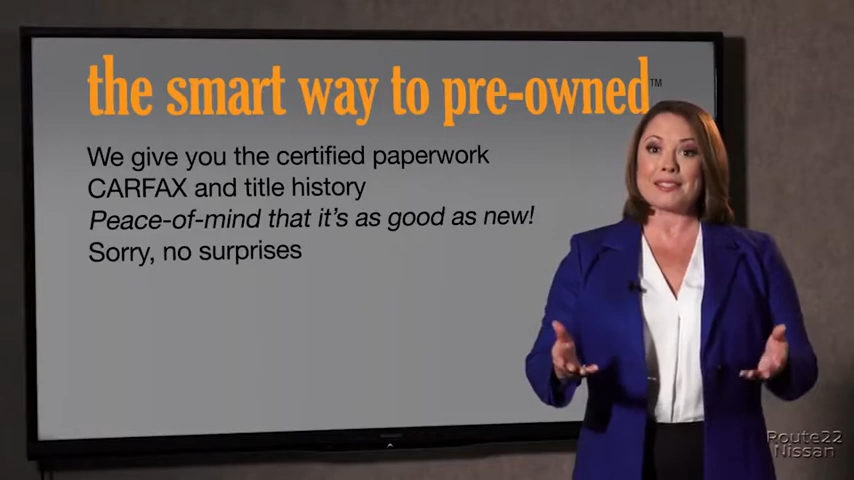 the smart way to pre-owned™
We give you the certified paperwork
CARFAX and title history
Peace-of-mind that it's as good as new!
Sorry, no surprises
Route22
Nissan